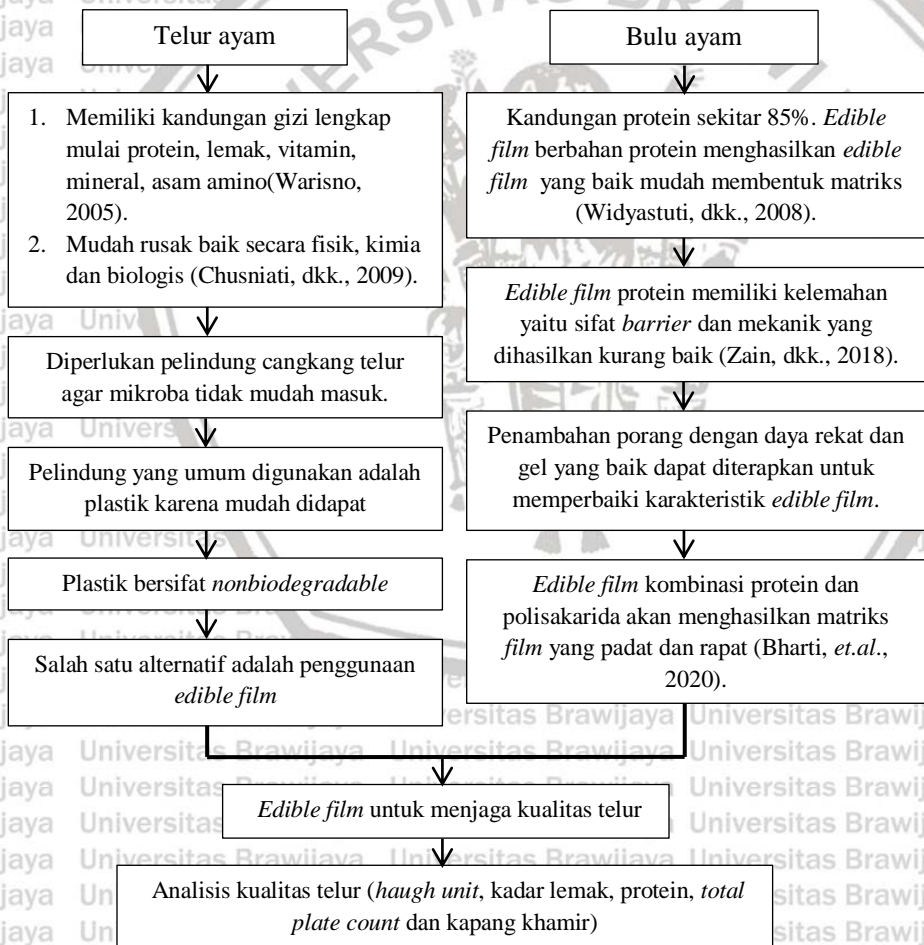 Telur ayam
1. Memiliki kandungan gizi lengkap
mulai protein, lemak, vitamin,
mineral, asam amino(Warisno,
2005).
2. Mudah rusak baik secara fisik, kimia
dan biologis (Chusniati, dkk., 2009).
Diperlukan pelindung cangkang telur
agar mikroba tidak mudah masuk.
Pelindung yang umum digunakan adalah
plastik karena mudah didapat
Plastik bersifat nonbiodegradable
Salah satu alternatif adalah penggunaan
edible film
Bulu ayam
Kandungan protein sekitar 85%. Edible
film berbahan protein menghasilkan edible
film yang baik mudah membentuk matriks
(Widyastuti, dkk., 2008).
Edible film protein memiliki kelemahan
yaitu sifat barrier dan mekanik yang
dihasilkan kurang baik (Zain, dkk., 2018).
Penambahan porang dengan daya rekat dan
gel yang baik dapat diterapkan untuk
memperbaiki karakteristik edible film.
Edible film kombinasi protein dan
polisakarida akan menghasilkan matriks
film yang padat dan rapat (Bharti, et.al.,
2020).
Edible film untuk menjaga kualitas telur
Analisis kualitas telur (haugh unit, kadar lemak, protein, total
plate count dan kapang khamir)